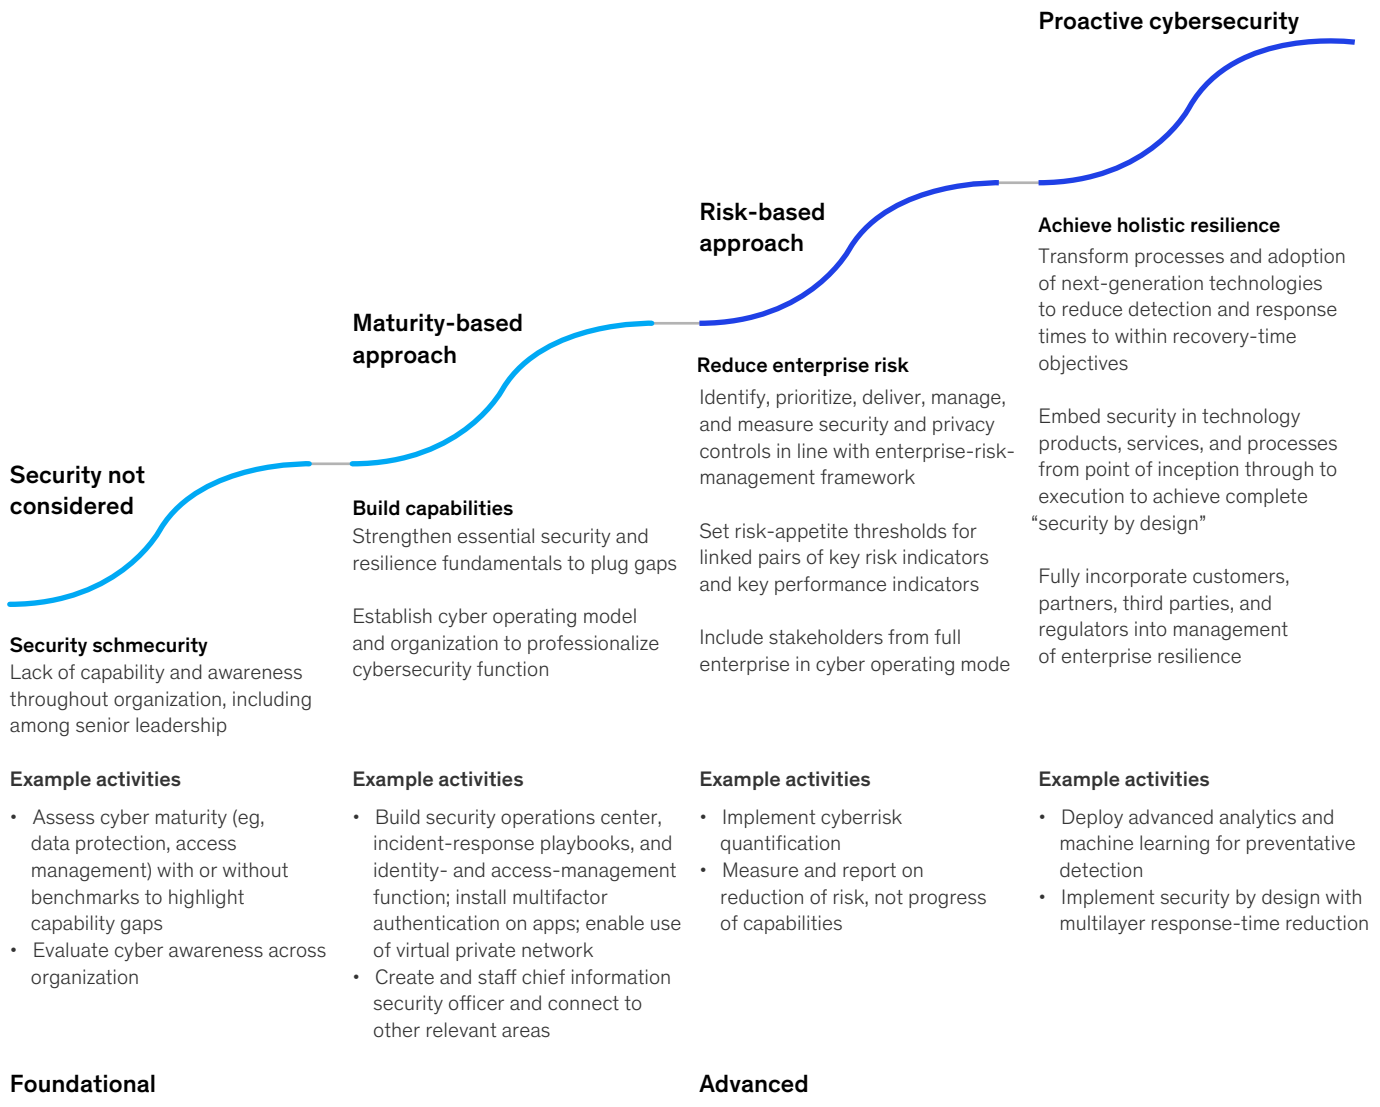 Proactive cybersecurity
Risk-based
approach
Maturity-based
approach
Security not
considered
Security schmecurity
Lack of capability and awareness
throughout organization, including
among senior leadership
Build capabilities
Strengthen essential security and
resilience fundamentals to plug gaps
Establish cyber operating model
and organization to professionalize
cybersecurity function
Reduce enterprise risk
Identify, prioritize, deliver, manage,
and measure security and privacy
controls in line with enterprise-risk-
management framework
Set risk-appetite thresholds for
linked pairs of key risk indicators
and key performance indicators
Include stakeholders from full
enterprise in cyber operating mode
Achieve holistic resilience
Transform processes and adoption
of next-generation technologies
to reduce detection and response
times to within recovery-time
objectives
Embed security in technology
products, services, and processes
from point of inception through to
execution to achieve complete
“security by design”
Fully incorporate customers,
partners, third parties, and
regulators into management
of enterprise resilience
Example activities
• Assess cyber maturity (eg,
data protection, access
management) with or without
benchmarks to highlight
capability gaps
• Evaluate cyber awareness across
organization
Example activities
• Build security operations center,
incident-response playbooks, and
identity- and access-management
function; install multifactor
authentication on apps; enable use
of virtual private network
• Create and staff chief information
security officer and connect to
other relevant areas
Example activities
• Implement cyberrisk
quantification
• Measure and report on
reduction of risk, not progress
of capabilities
Example activities
• Deploy advanced analytics and
machine learning for preventative
detection
• Implement security by design with
multilayer response-time reduction
Foundational
Advanced